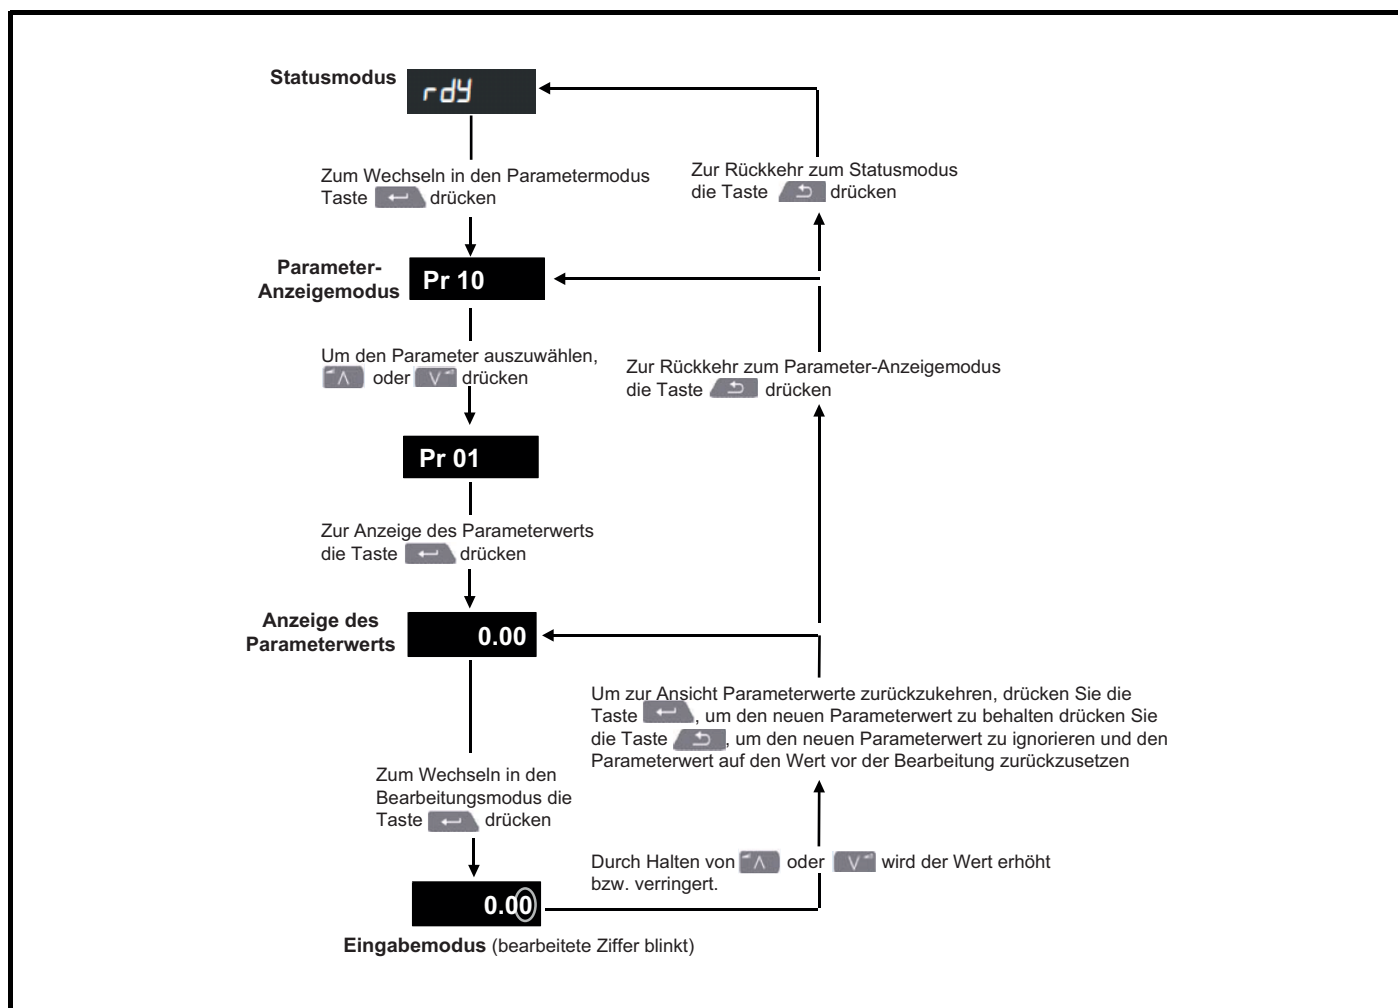 Statusmodus
rdy
Zum Wechseln in den Parametermodus
Taste drücken
Zur Rückkehr zum Statusmodus
die Taste drücken
Parameter-
Anzeigemodus
Pr 10
Um den Parameter auszuwählen,
oder drücken
Zur Rückkehr zum Parameter-Anzeigemodus
die Taste drücken
Pr 01
Zur Anzeige des Parameterwerts
die Taste drücken
Anzeige des
Parameterwerts
0.00
Um zur Ansicht Parameterwerte zurückzukehren, drücken Sie die
Taste , um den neuen Parameterwert zu behalten drücken Sie
die Taste , um den neuen Parameterwert zu ignorieren und den
Parameterwert auf den Wert vor der Bearbeitung zurückzusetzen
Zum Wechseln in den
Bearbeitungsmodus die
Taste drücken
Durch Halten von oder wird der Wert erhöht
bzw. verringert.
0.00
Eingabemodus (bearbeitete Ziffer blinkt)